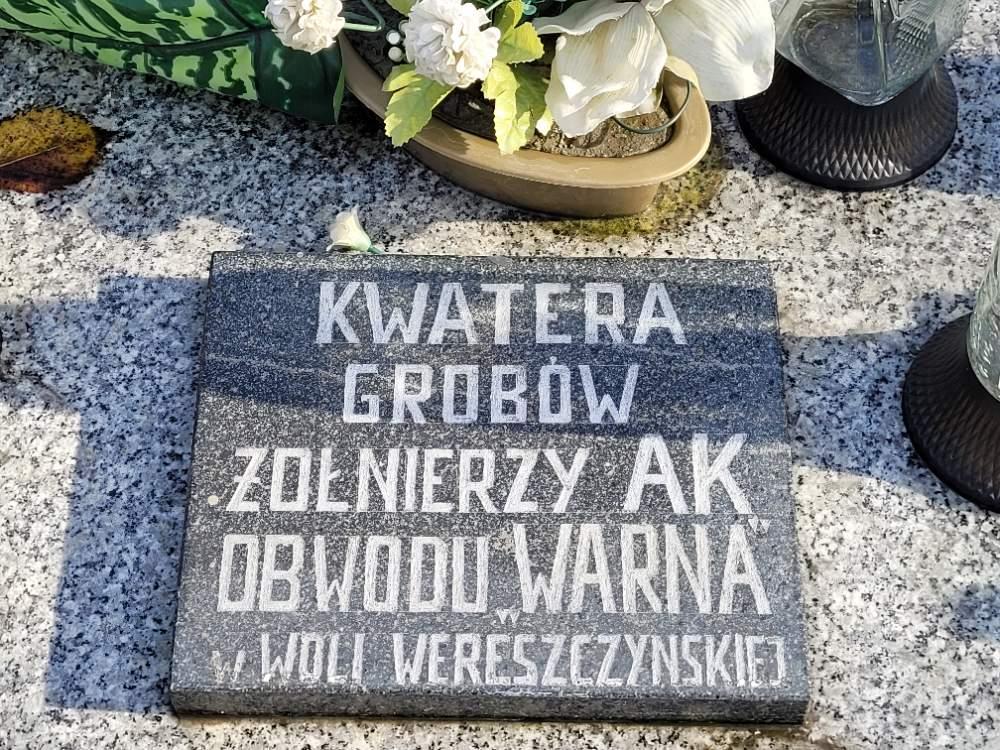 KWATERA
GROBÓW
ŻOŁNIERZY AK
OBWODU „WARNA”
W WOLI WERESZCZYNSKIEJ